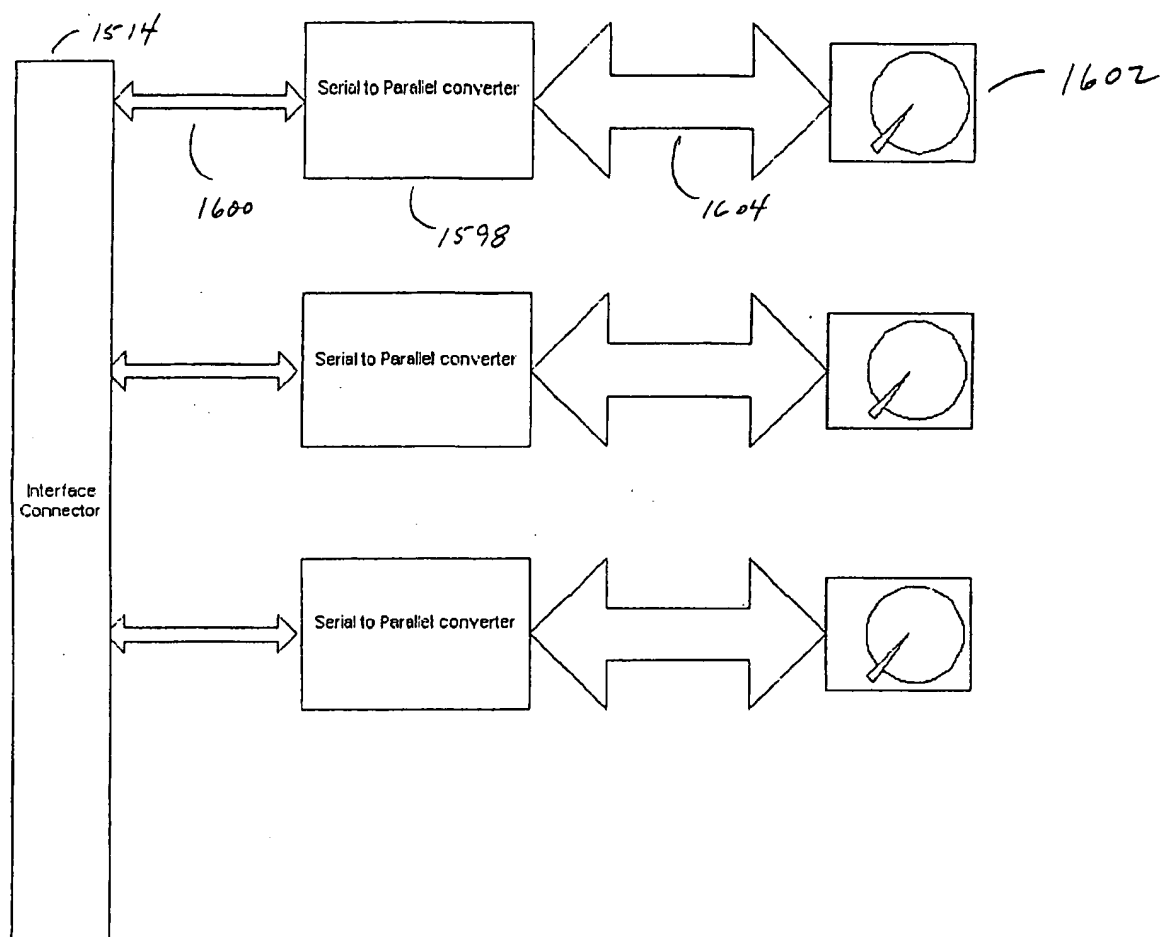 1514
Serial to Parallel converter
1602
1600
1598
1604
Serial to Parallel converter
Interface
Connector
Serial to Parallel converter